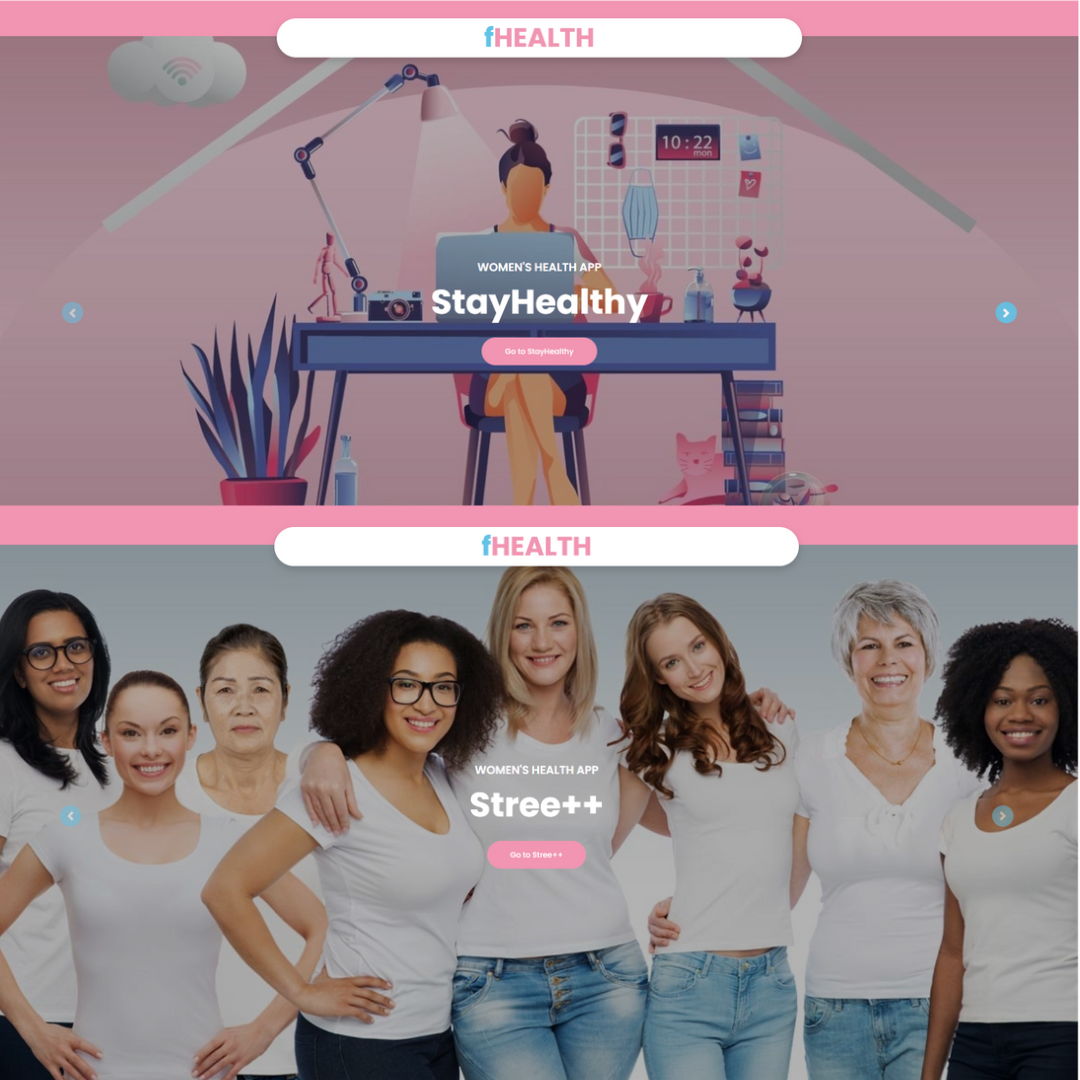 fHEALTH
10 : 22
mon
WOMEN'S HEALTH APP
StayHealthy
Go to StayHealthy
fHEALTH
WOMEN'S HEALTH APP
Stree++
Go to Stree++